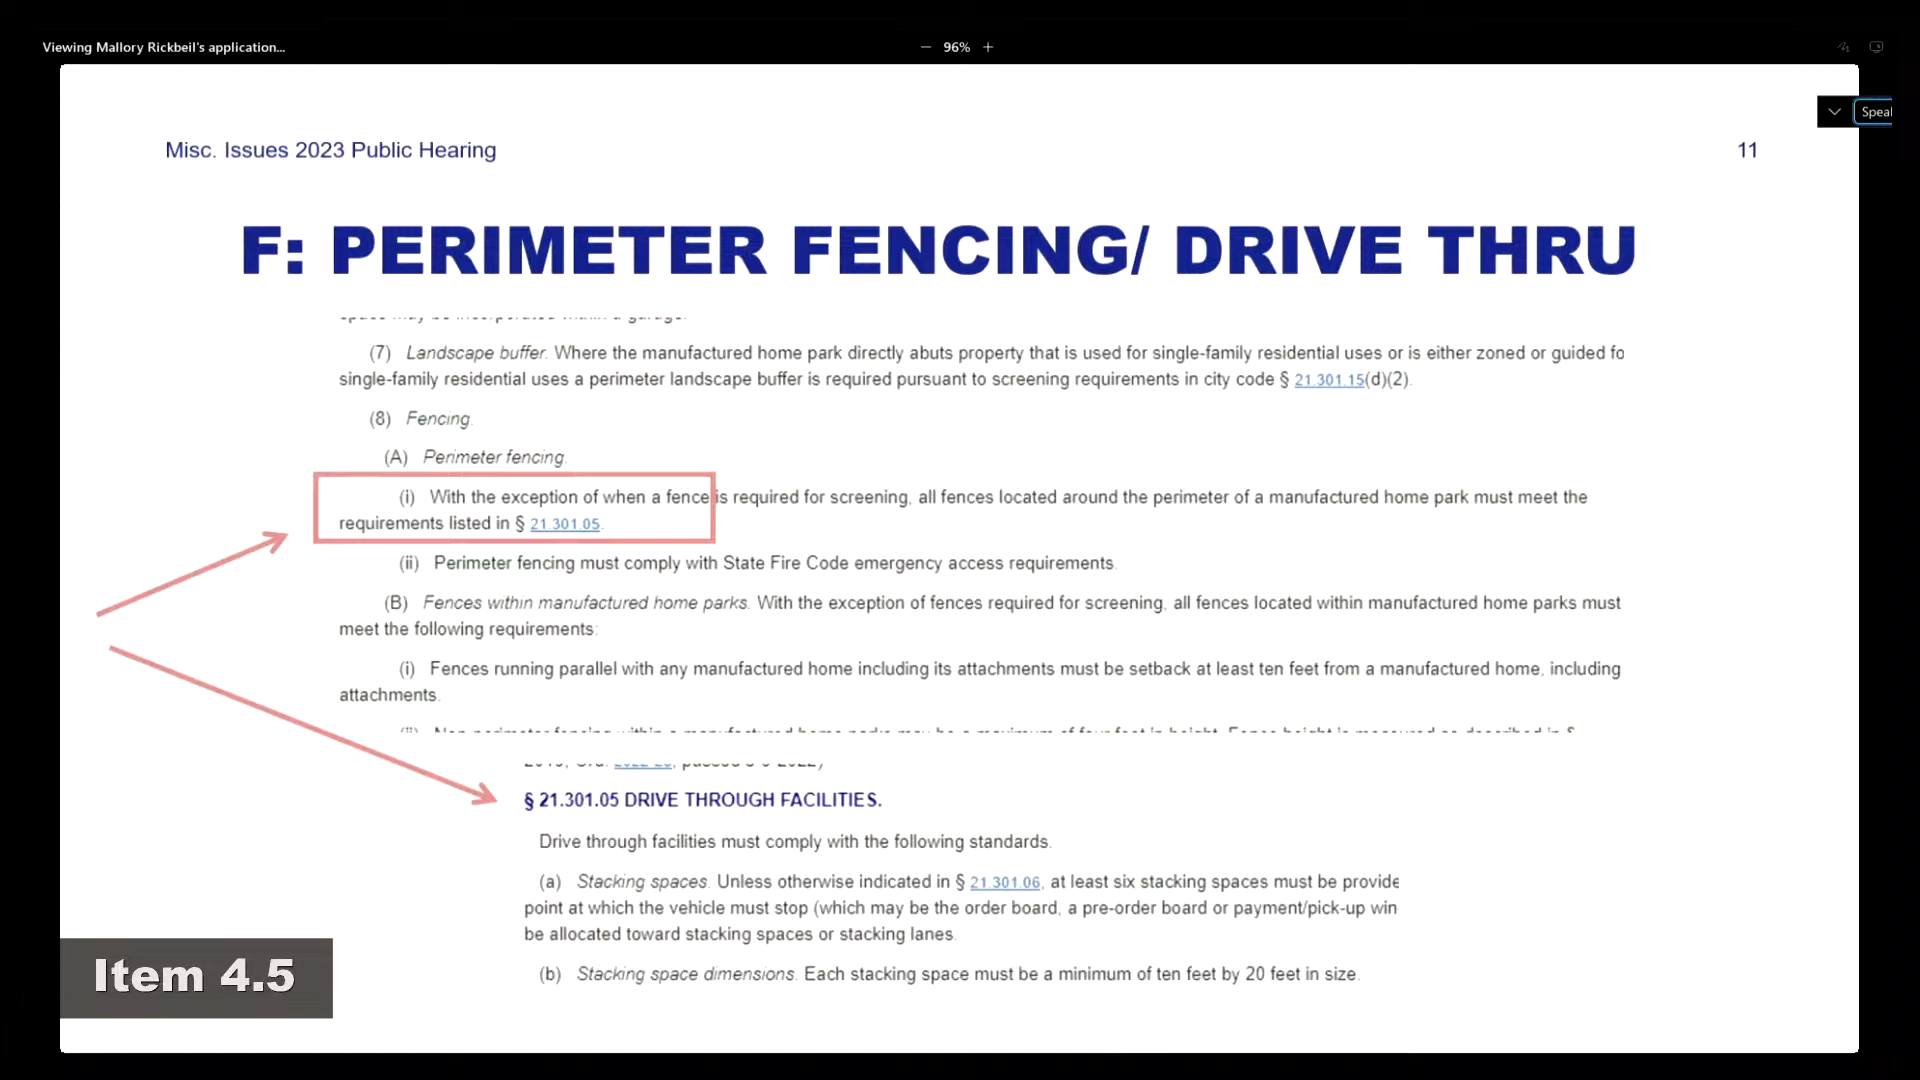 Viewing Mallory Rickbeil's application...
— 96% +
Speal
Misc. Issues 2023 Public Hearing
11
F: PERIMETER FENCING/ DRIVE THRU
(7) Landscape buffer. Where the manufactured home park directly abuts property that is used for single-family residential uses or is either zoned or guided fo
single-family residential uses a perimeter landscape buffer is required pursuant to screening requirements in city code § 21.301.15(d)(2).
(8) Fencing.
(A) Perimeter fencing.
(i) With the exception of when a fence is required for screening, all fences located around the perimeter of a manufactured home park must meet the
requirements listed in § 21.301.05.
(ii) Perimeter fencing must comply with State Fire Code emergency access requirements.
(B) Fences within manufactured home parks. With the exception of fences required for screening, all fences located within manufactured home parks must
meet the following requirements:
(i) Fences running parallel with any manufactured home including its attachments must be setback at least ten feet from a manufactured home, including
attachments.
§ 21.301.05 DRIVE THROUGH FACILITIES.
Drive through facilities must comply with the following standards.
(a) Stacking spaces. Unless otherwise indicated in § 21.301.06, at least six stacking spaces must be provide
point at which the vehicle must stop (which may be the order board, a pre-order board or payment/pick-up win
be allocated toward stacking spaces or stacking lanes.
(b) Stacking space dimensions. Each stacking space must be a minimum of ten feet by 20 feet in size.
Item 4.5